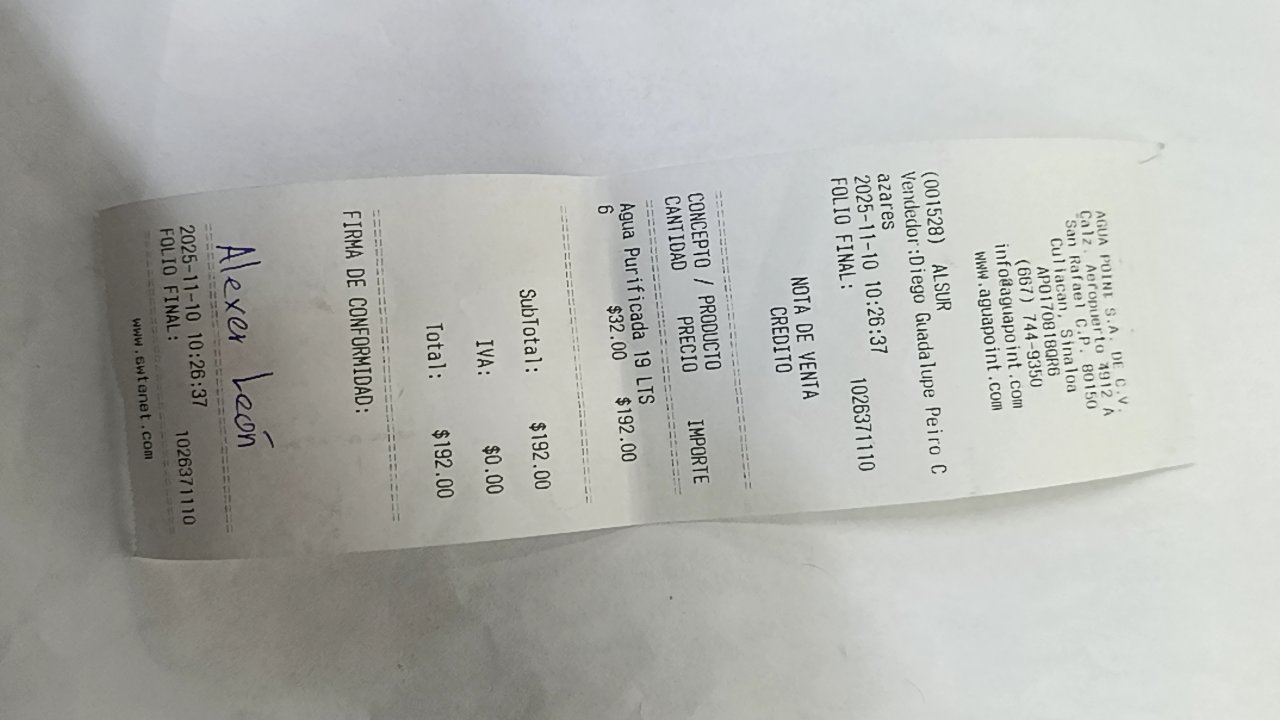 AGUA POINT S.A. DE C.V.
Calz. Aeropuerto 4912 A
San Rafael C.P. 80150
Culiacan, Sinaloa
APO170818QR6
(667) 744-9350
info@aguapoint.com
www.aguapoint.com
(001528) ALSUR
Vendedor:Diego Guadalupe Peiro C
azares
2025-11-10 10:26:37
FOLIO FINAL: 1026371110
NOTA DE VENTA
CREDITO
CONCEPTO / PRODUCTO
CANTIDAD PRECIO IMPORTE
Agua Purificada 19 LTS
6 $32.00 $192.00
SubTotal: $192.00
IVA: $0.00
Total: $192.00
FIRMA DE CONFORMIDAD:
Alexer León
2025-11-10 10:26:37
FOLIO FINAL: 1026371110
www.swtenet.com